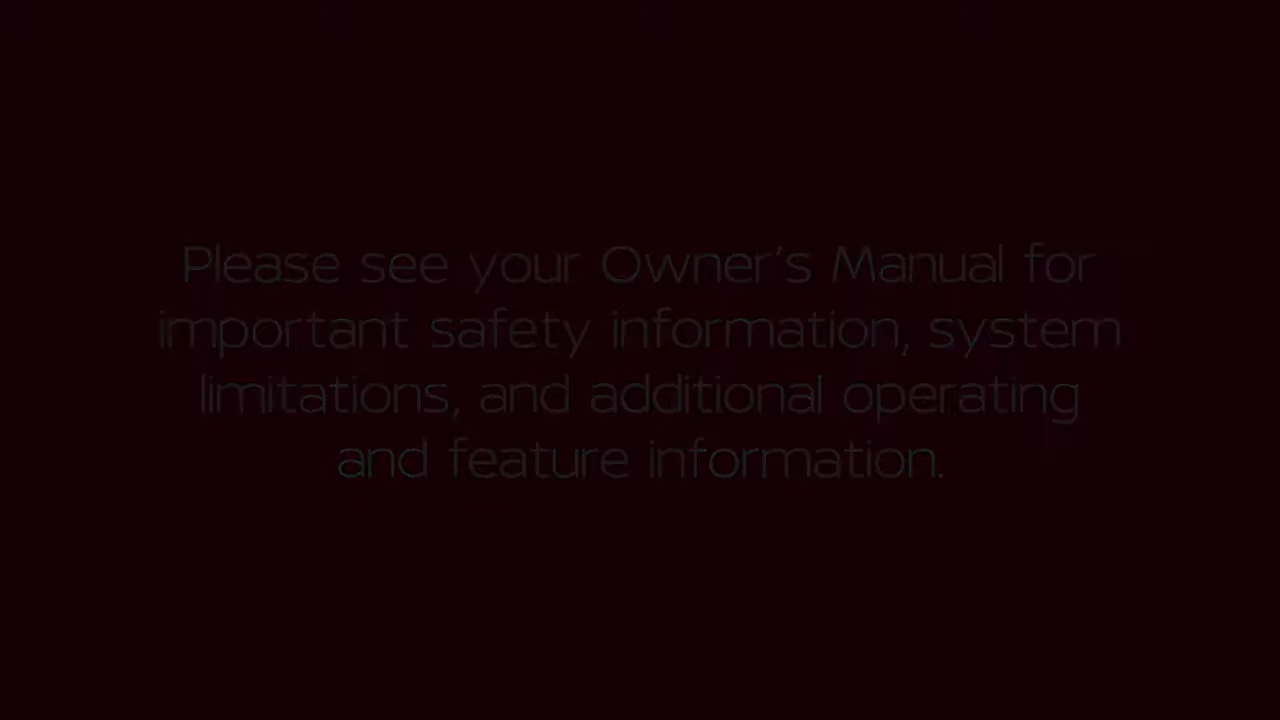 Please see your Owner’s Manual for
important safety information, system
limitations, and additional operating
and feature information.